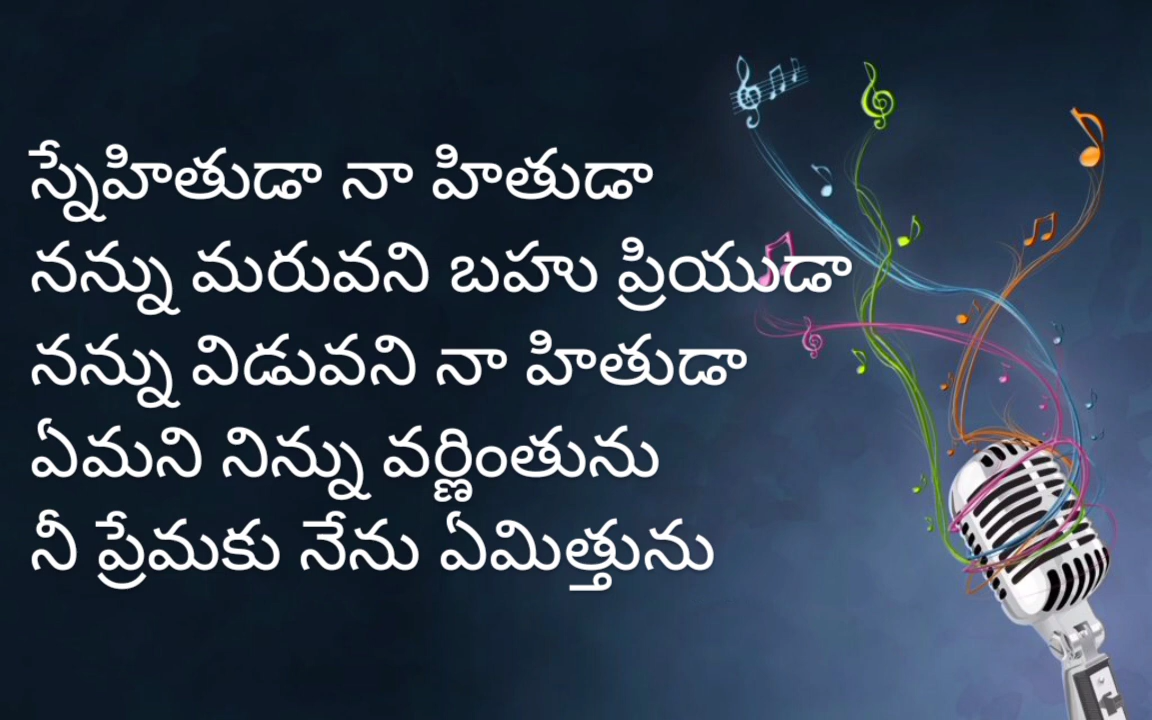 స్నేహితుడా నా హితుడా
నన్ను మరువని బహు ప్రియుడా
నన్ను విడువని నా హితుడా
ఏమని నిన్ను వర్ణింతును
నీ ప్రేమకు నేను ఏమిత్తును